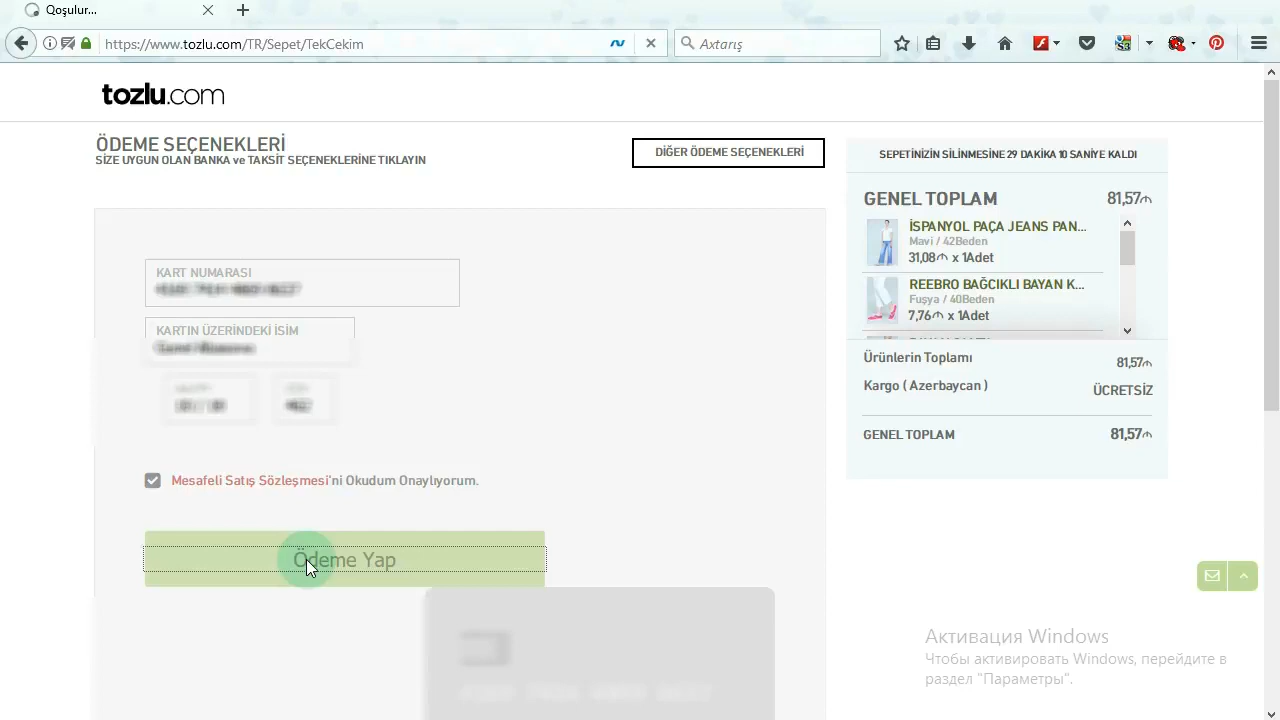 Qoşulur...
https://www.tozlu.com/TR/Sepet/TekCekim
Axtarış
tozlu.com
ÖDEME SEÇENEKLERİ
SİZE UYGUN OLAN BANKA ve TAKSİT SEÇENEKLERİNE TIKLAYIN
DİĞER ÖDEME SEÇENEKLERİ
KART NUMARASI
KARTIN ÜZERİNDEKİ İSİM
Mesafeli Satış Sözleşmesi'ni Okudum Onaylıyorum.
Ödeme Yap
SEPETİNİZİN SİLİNMESİNE 29 DAKİKA 10 SANİYE KALDI
GENEL TOPLAM 81,57₼
İSPANYOL PAÇA JEANS PAN...
Mavi / 42Beden
31,08₼ x 1Adet
REEBRO BAĞCIKLI BAYAN K...
Fuşya / 40Beden
7,76₼ x 1Adet
Ürünlerin Toplamı 81,57₼
Kargo ( Azerbaycan ) ÜCRETSİZ
GENEL TOPLAM 81,57₼
Активация Windows
Чтобы активировать Windows, перейдите в
раздел "Параметры".